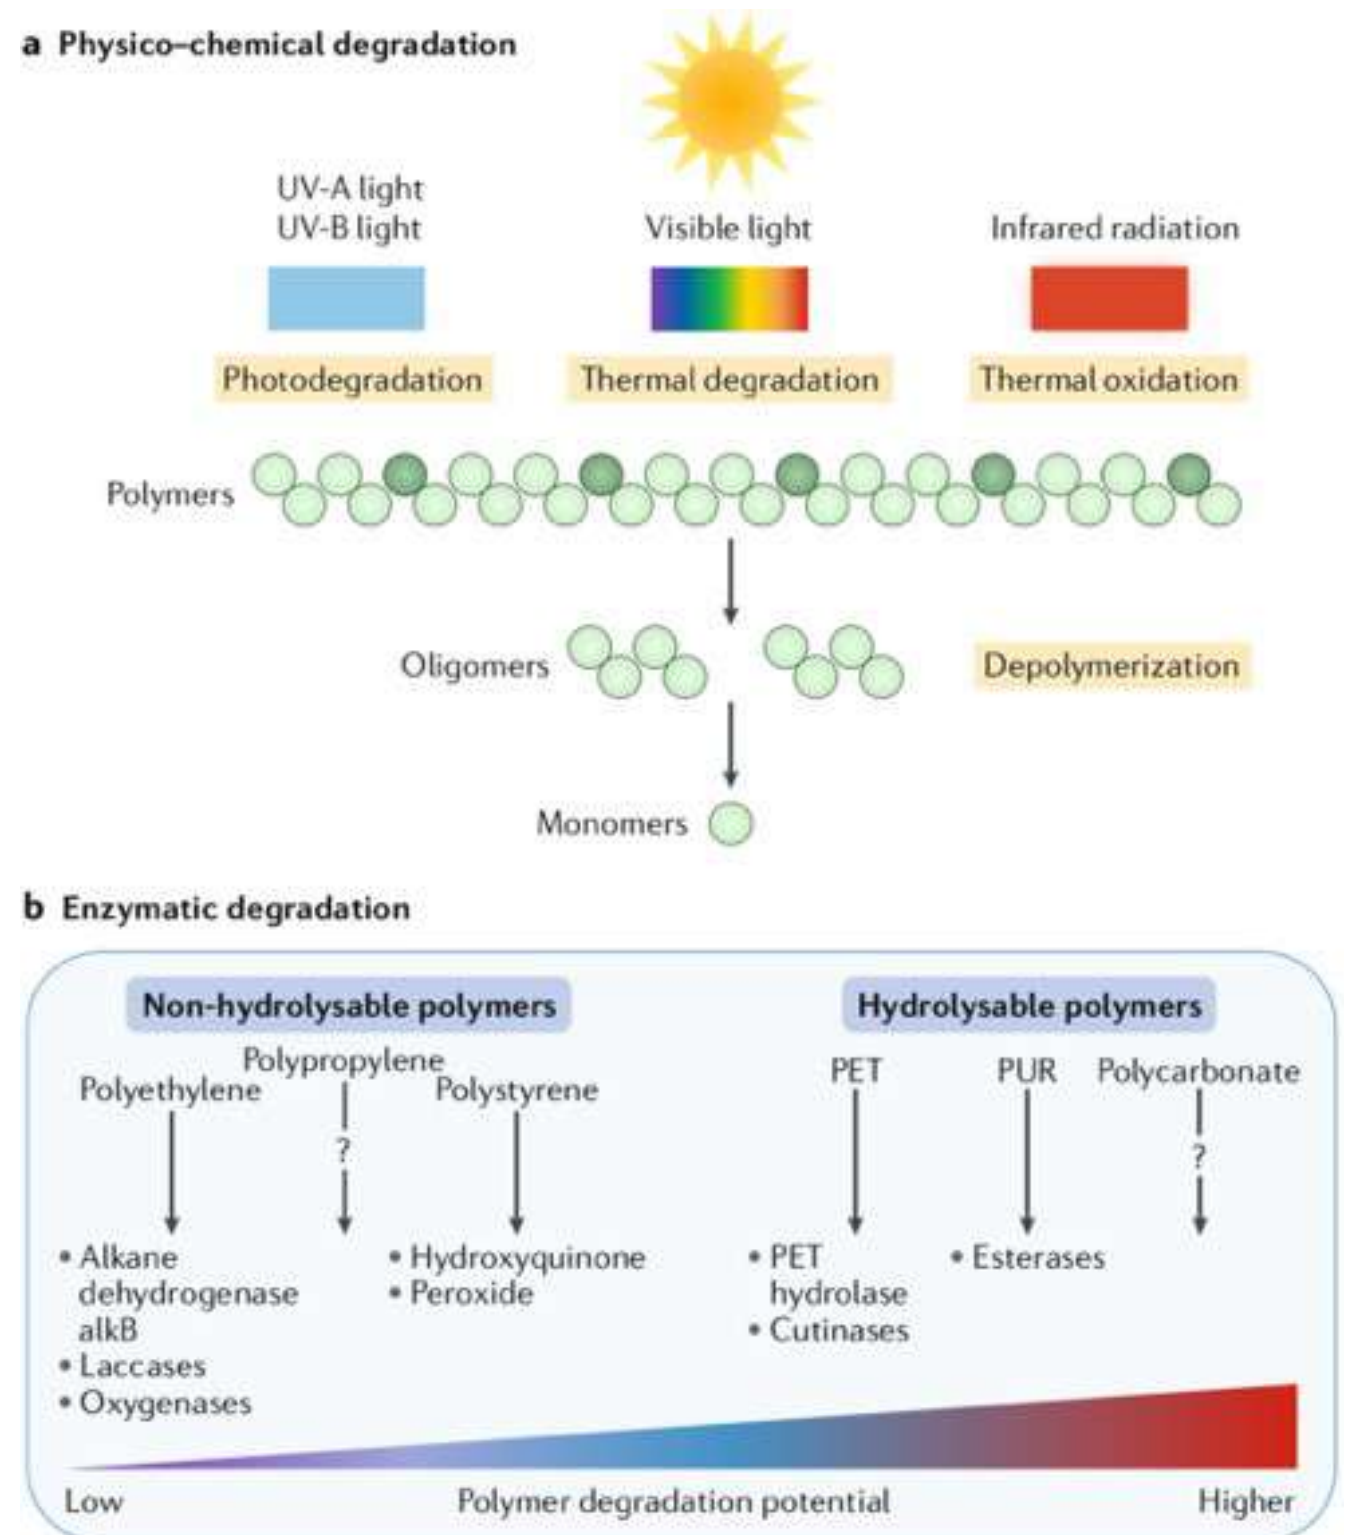 a Physico–chemical degradation
UV-A light
UV-B light
Visible light
Infrared radiation
Photodegradation
Thermal degradation
Thermal oxidation
Polymers
Oligomers
Depolymerization
Monomers
b Enzymatic degradation
Non-hydrolysable polymers
Polyethylene
Polypropylene
?
Polystyrene
• Alkane
dehydrogenase
alkB
• Laccases
• Oxygenases
• Hydroxyquinone
• Peroxide
Hydrolysable polymers
PET
PUR
Polycarbonate
?
• PET
hydrolase
• Cutinases
• Esterases
Low
Polymer degradation potential
Higher